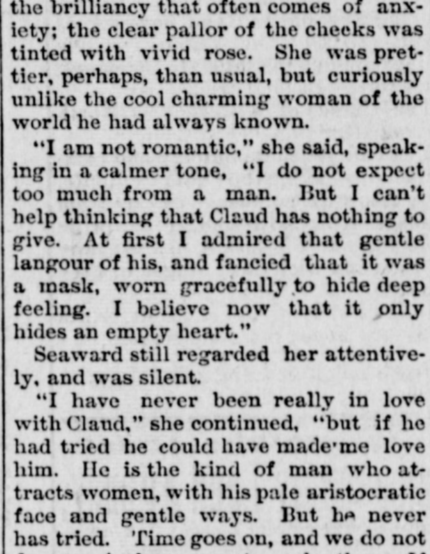 the brilliancy that often comes of anx-
iety; the clear pallor of the cheeks was
tinted with vivid rose. She was pret-
tier, perhaps, than usual, but curiously
unlike the cool charming woman of the
world he had always known.
"I am not romantic," she said, speak-
ing in a calmer tone, "I do not expect
too much from a man. But I can't
help thinking that Claud has nothing to
give. At first I admired that gentle
langour of his, and fancied that it was
a mask, worn gracefully to hide deep
feeling. I believe now that it only
hides an empty heart."
Seaward still regarded her attentive-
ly, and was silent.
"I have never been really in love
with Claud," she continued, "but if he
had tried he could have made me love
him. He is the kind of man who at-
tracts women, with his pale aristocratic
face and gentle ways. But he never
has tried. Time goes on, and we do not